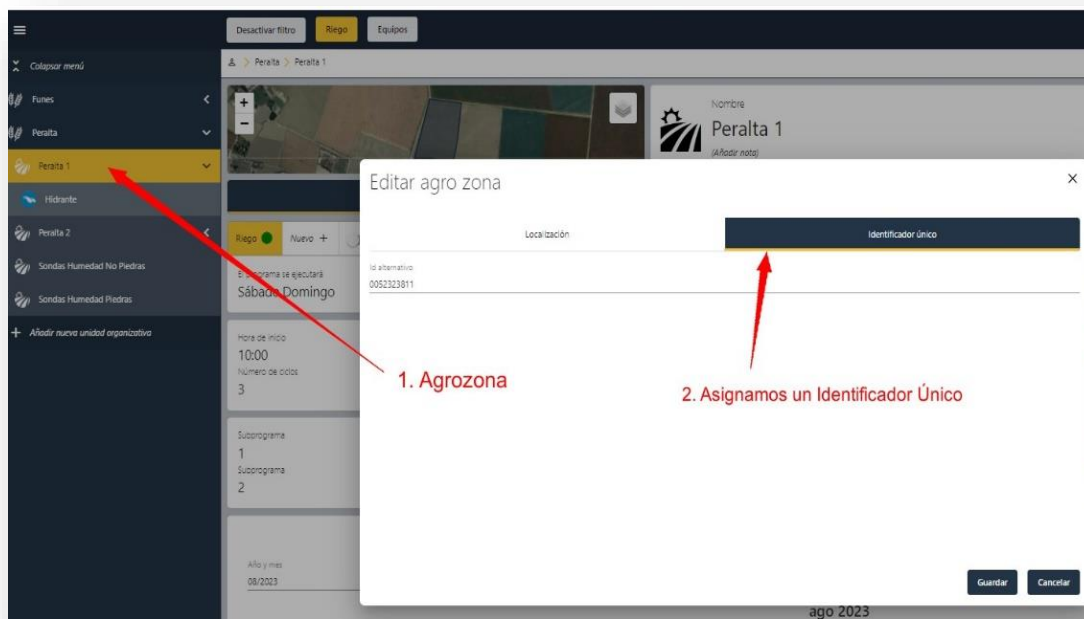 Desactivar filtro
Riego
Equipos
Colapsar menú
Peralta > Peralta 1
Funes
Peralta
Peralta 1
Hidrante
Peralta 2
Sondas Humedad No Piedras
Sondas Humedad Piedras
+ Añadir nueva unidad organizativa
+
−
Nombre
Peralta 1
(Añadir nota)
Riego
Nuevo +
El programa se ejecutará
Sábado Domingo
Hora de inicio
10:00
Número de ciclos
3
Subprograma
1
Subprograma
2
Año y mes
08/2023
Editar agro zona
X
Localización
Identificador único
Id alternativo
0052323811
1. Agrozona
2. Asignamos un Identificador Único
Guardar
Cancelar
ago 2023